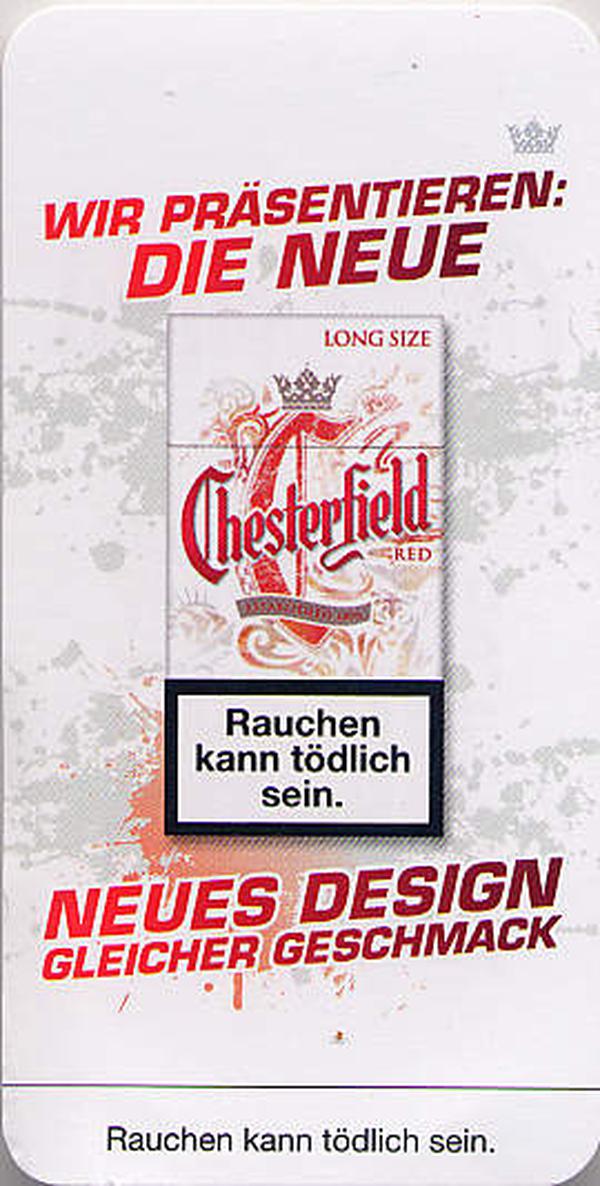 WIR PRÄSENTIEREN:
DIE NEUE
LONG SIZE
Chesterfield
RED
Rauchen
kann tödlich
sein.
NEUES DESIGN
GLEICHER GESCHMACK
Rauchen kann tödlich sein.